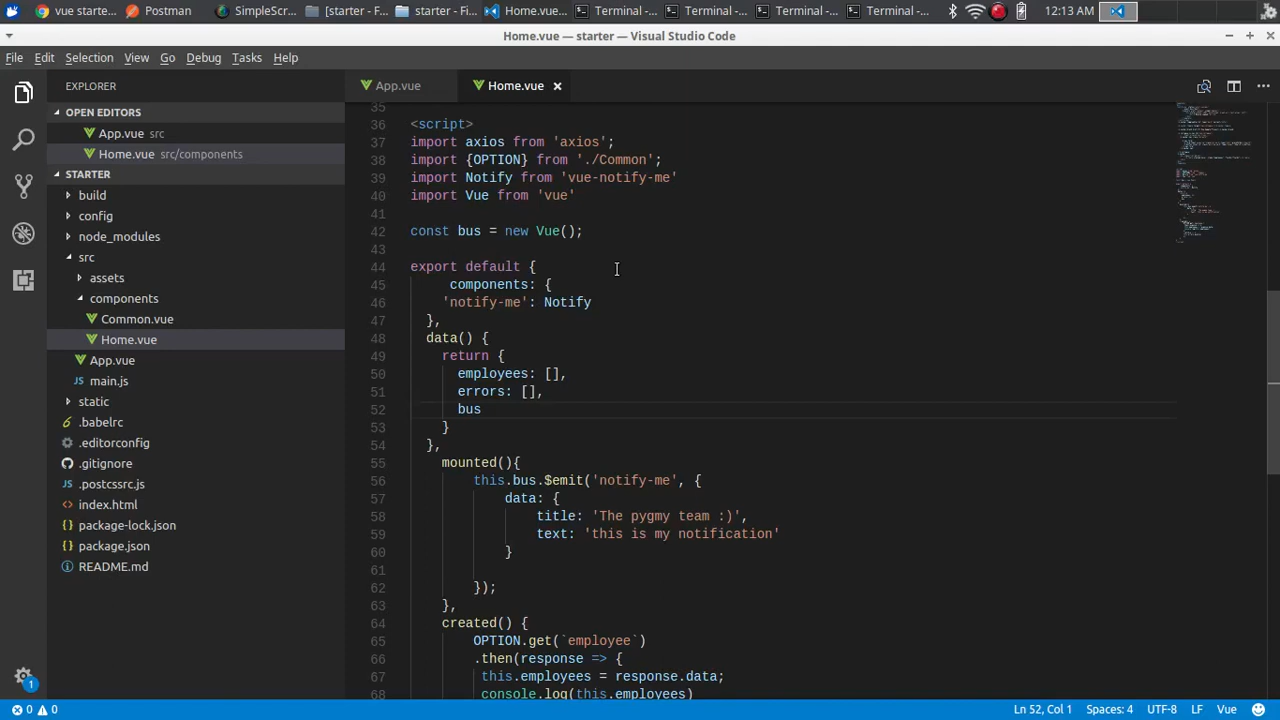 vue starte...
Postman
SimpleScr...
[starter - F...
starter - Fi...
Home.vue...
Terminal -...
Terminal -...
Terminal -...
Terminal -...
12:13 AM
Home.vue — starter — Visual Studio Code
File Edit Selection View Go Debug Tasks Help
EXPLORER
OPEN EDITORS
App.vue src
Home.vue src/components
STARTER
build
config
node_modules
src
assets
components
Common.vue
Home.vue
App.vue
main.js
static
.babelrc
.editorconfig
.gitignore
.postcssrc.js
index.html
package-lock.json
package.json
README.md
1
App.vue
Home.vue
35
36 <script>
37 import axios from 'axios';
38 import {OPTION} from './Common';
39 import Notify from 'vue-notify-me'
40 import Vue from 'vue'
41
42 const bus = new Vue();
43
44 export default {
45 components: {
46 'notify-me': Notify
47 },
48 data() {
49 return {
50 employees: [],
51 errors: [],
52 bus
53 }
54 },
55 mounted(){
56 this.bus.$emit('notify-me', {
57 data: {
58 title: 'The pygmy team :)',
59 text: 'this is my notification'
60 }
61
62 });
63 },
64 created() {
65 OPTION.get(`employee`)
66 .then(response => {
67 this.employees = response.data;
68 console.log(this.employees)
0 0
Ln 52, Col 1 Spaces: 4 UTF-8 LF Vue